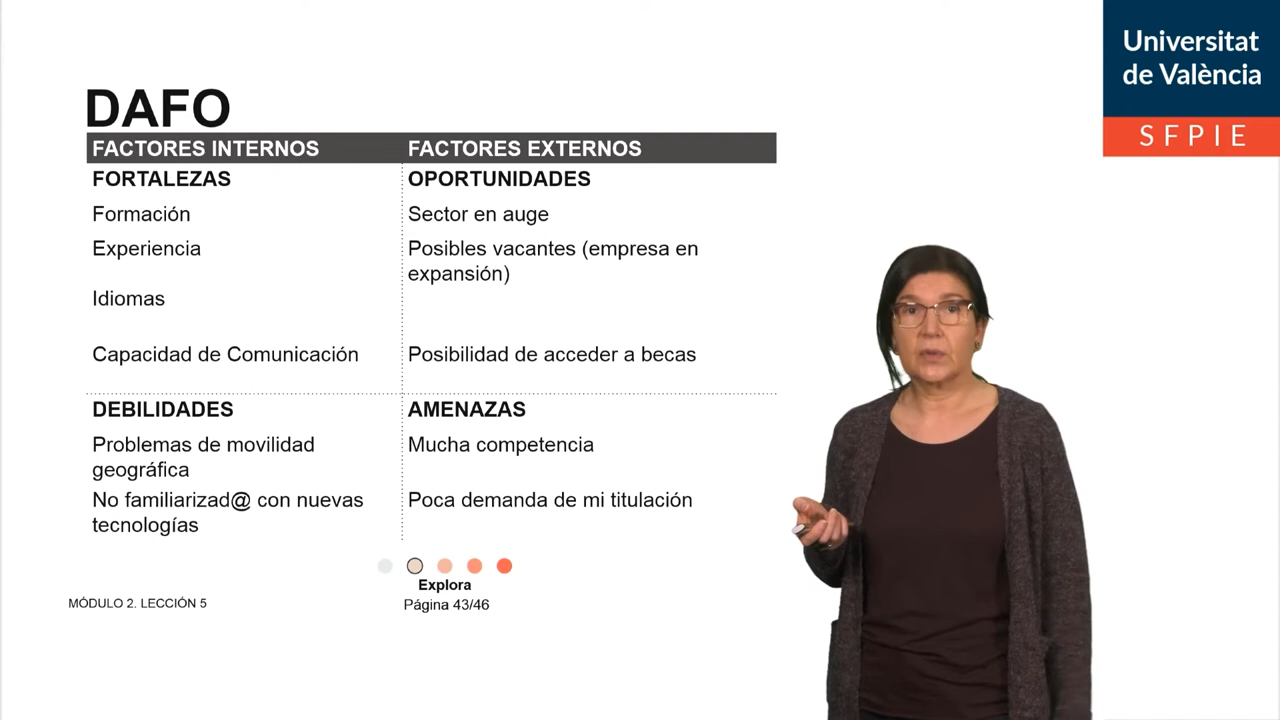 Universitat
de València
SFPIE
DAFO
FACTORES INTERNOS
FACTORES EXTERNOS
FORTALEZAS
OPORTUNIDADES
Formación
Sector en auge
Experiencia
Posibles vacantes (empresa en
expansión)
Idiomas
Capacidad de Comunicación
Posibilidad de acceder a becas
DEBILIDADES
AMENAZAS
Problemas de movilidad
geográfica
Mucha competencia
No familiarizad@ con nuevas
tecnologías
Poca demanda de mi titulación
Explora
Página 43/46
MÓDULO 2. LECCIÓN 5